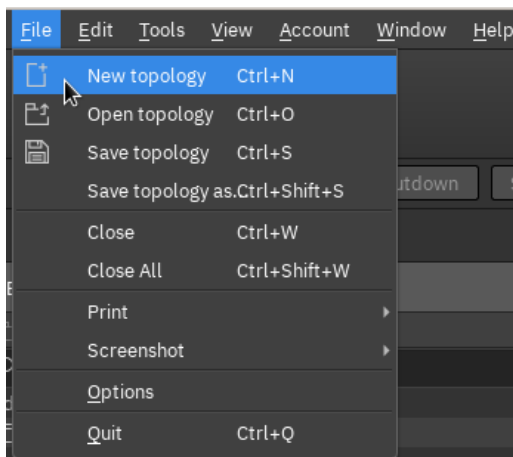 File Edit Tools View Account Window Help
New topology Ctrl+N
Open topology Ctrl+O
Save topology Ctrl+S
Save topology as... Ctrl+Shift+S
utdown
Close Ctrl+W
Close All Ctrl+Shift+W
Print
Screenshot
Options
Quit Ctrl+Q